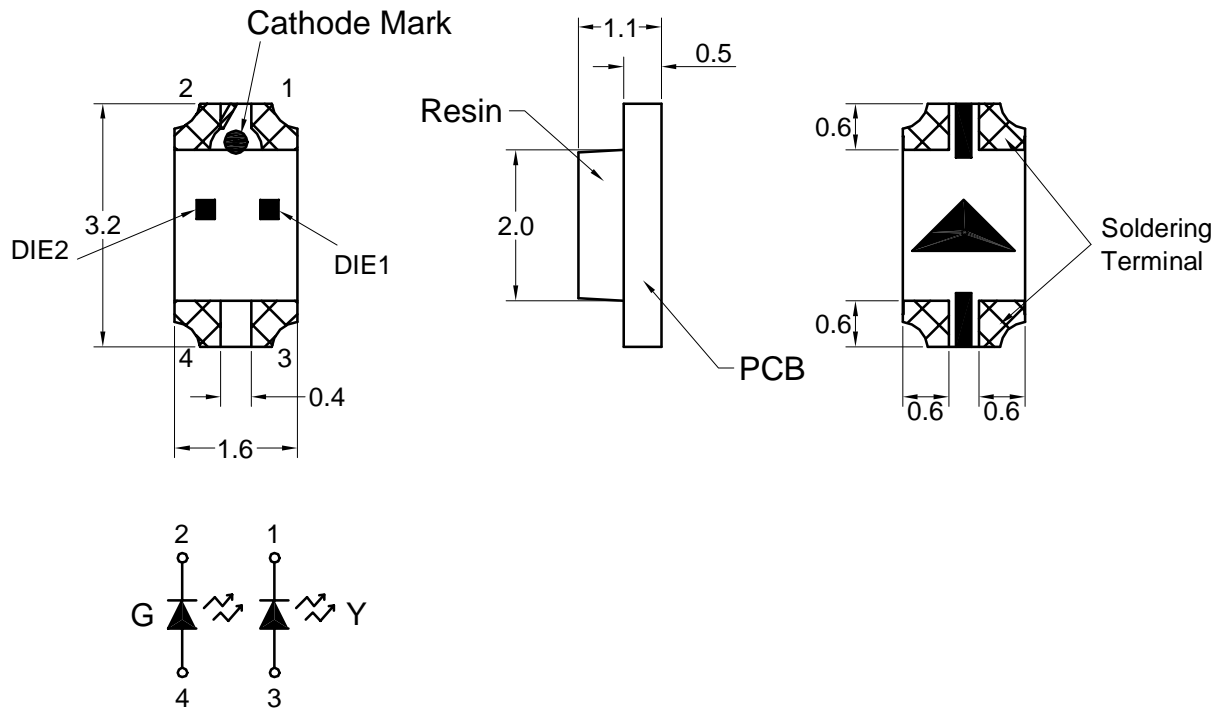 Cathode Mark
2 1
3.2
DIE2
DIE1
4 3
0.4
1.6
1.1
0.5
Resin
2.0
PCB
0.6
0.6
Soldering
Terminal
0.6 0.6
2 1
G Y
4 3